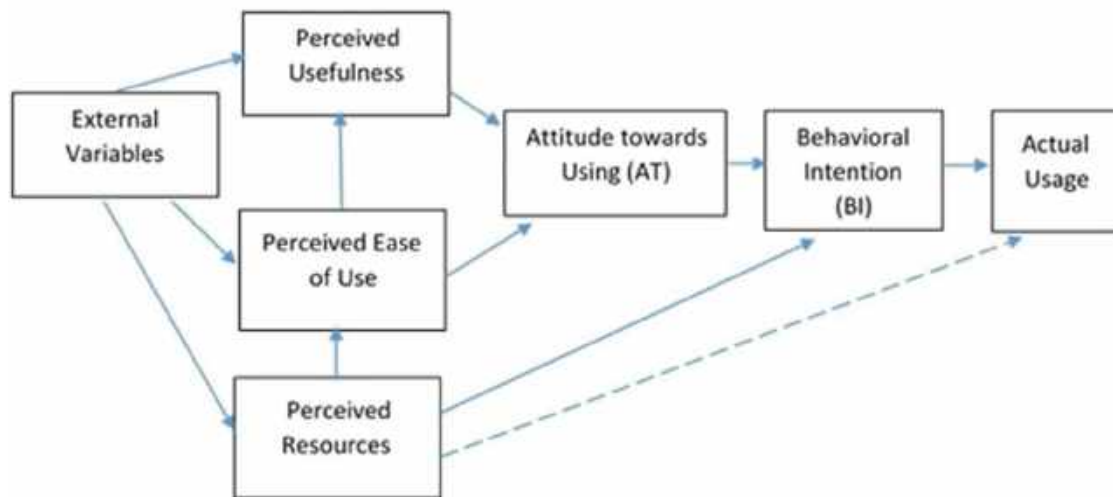 Perceived
Usefulness
External
Variables
Attitude towards
Using (AT)
Behavioral
Intention
(BI)
Actual
Usage
Perceived Ease
of Use
Perceived
Resources